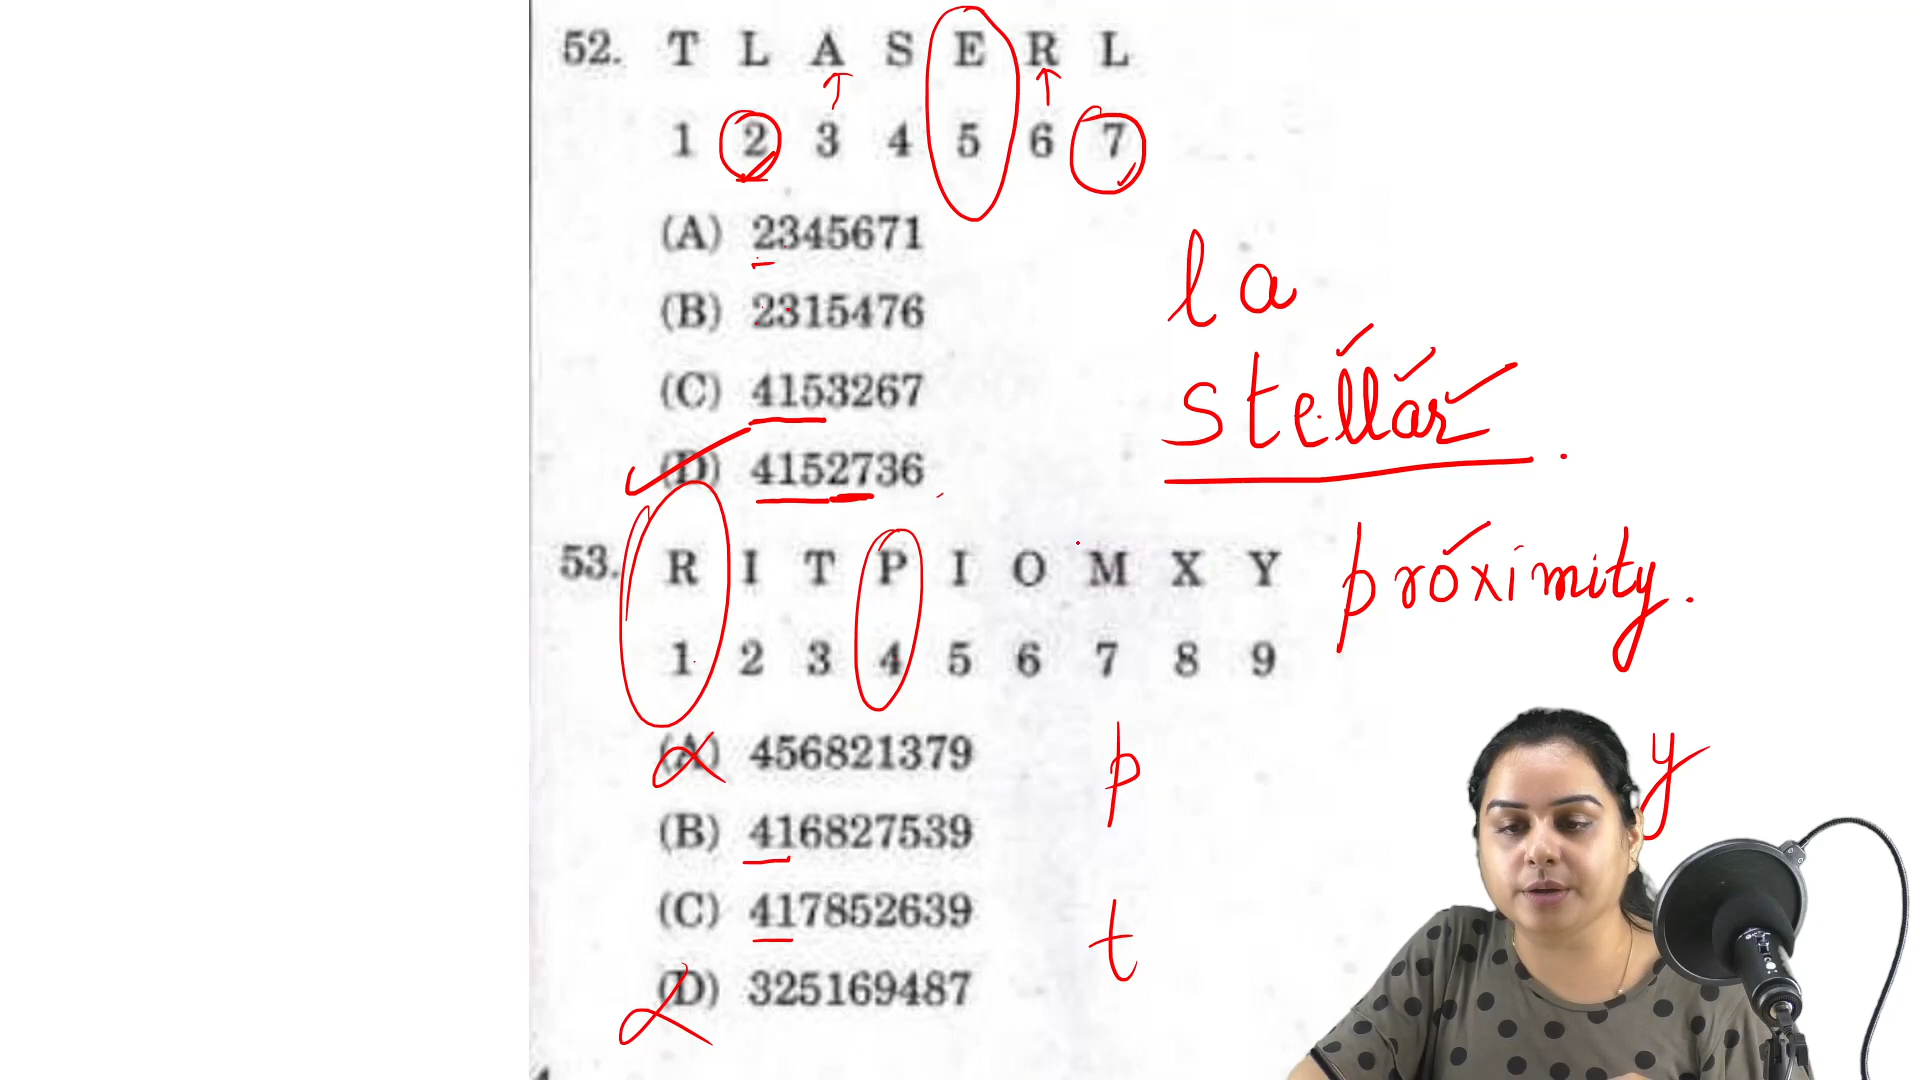 52. T L A S E R L
1 2 3 4 5 6 7
(A) 2345671
(B) 2315476
(C) 4153267
(D) 4152736
la
stellar.
53. R I T P I O M X Y
proximity.
1 2 3 4 5 6 7 8 9
(A) 456821379
(B) 416827539
(C) 417852639
(D) 325169487
p
y
t